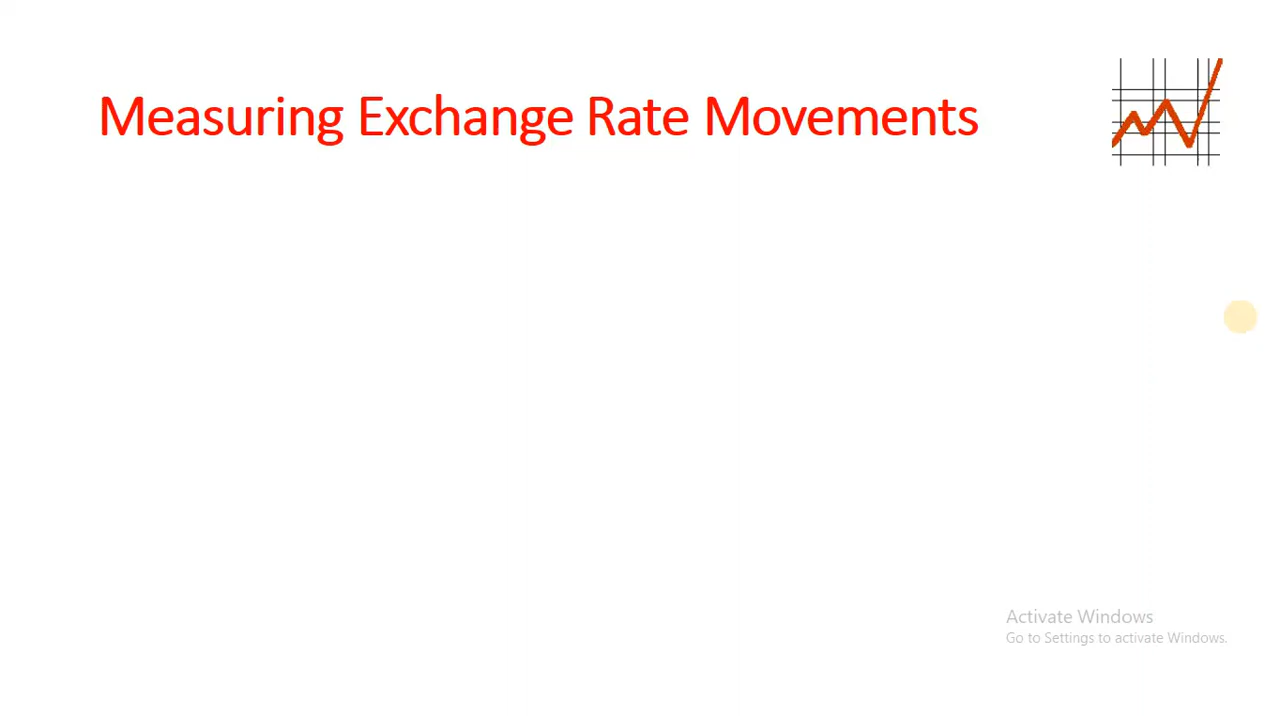 Measuring Exchange Rate Movements
Activate Windows
Go to Settings to activate Windows.